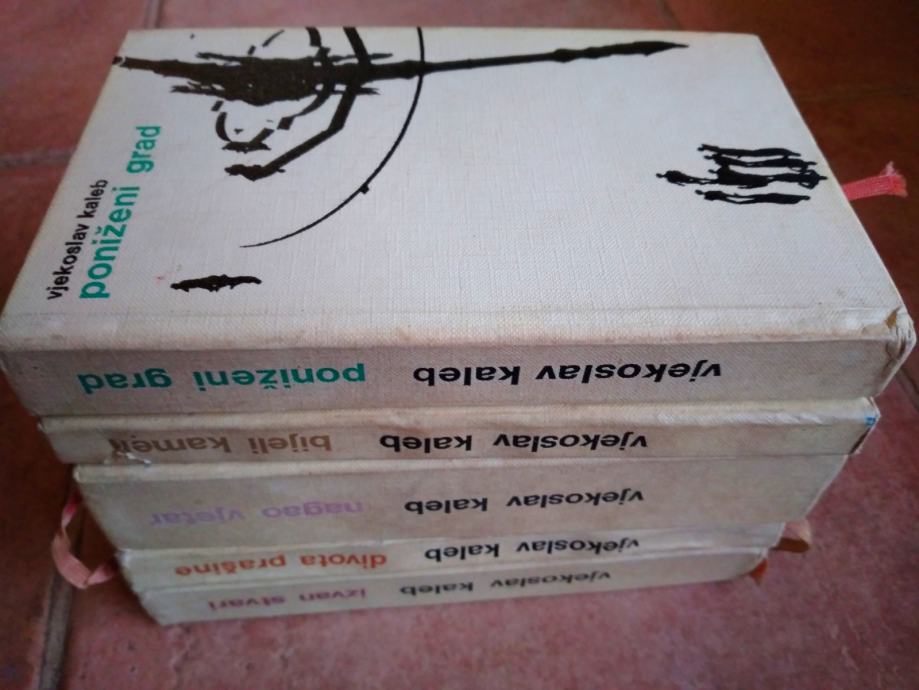 vjekoslav kaleb
poniženi grad
vjekoslav kaleb poniženi grad
vjekoslav kaleb bijeli kamen
vjekoslav kaleb nagao vjetar
vjekoslav kaleb divota prašine
vjekoslav kaleb izvan stvari